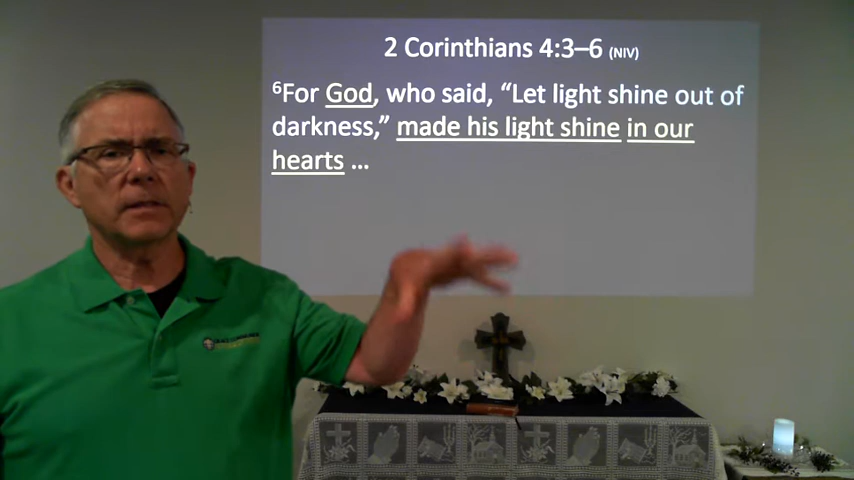 2 Corinthians 4:3–6 (NIV)
⁶For God, who said, “Let light shine out of
darkness,” made his light shine in our
hearts ...